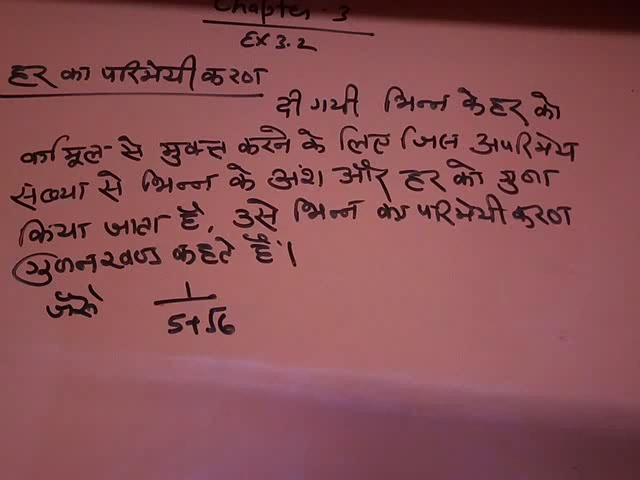 Chapter - 3
EX 3.2
हर का परिमेयी करण
दी गयी भिन्न के हर को
करणी मूल से मुक्त करने के लिए जिस अपरिमेय
संख्या से भिन्न के अंश और हर को गुणा
किया जाता है, उसे भिन्न का परिमेयी करण
गुणनखण्ड कहते हैं।
जैसे 1
5+√6